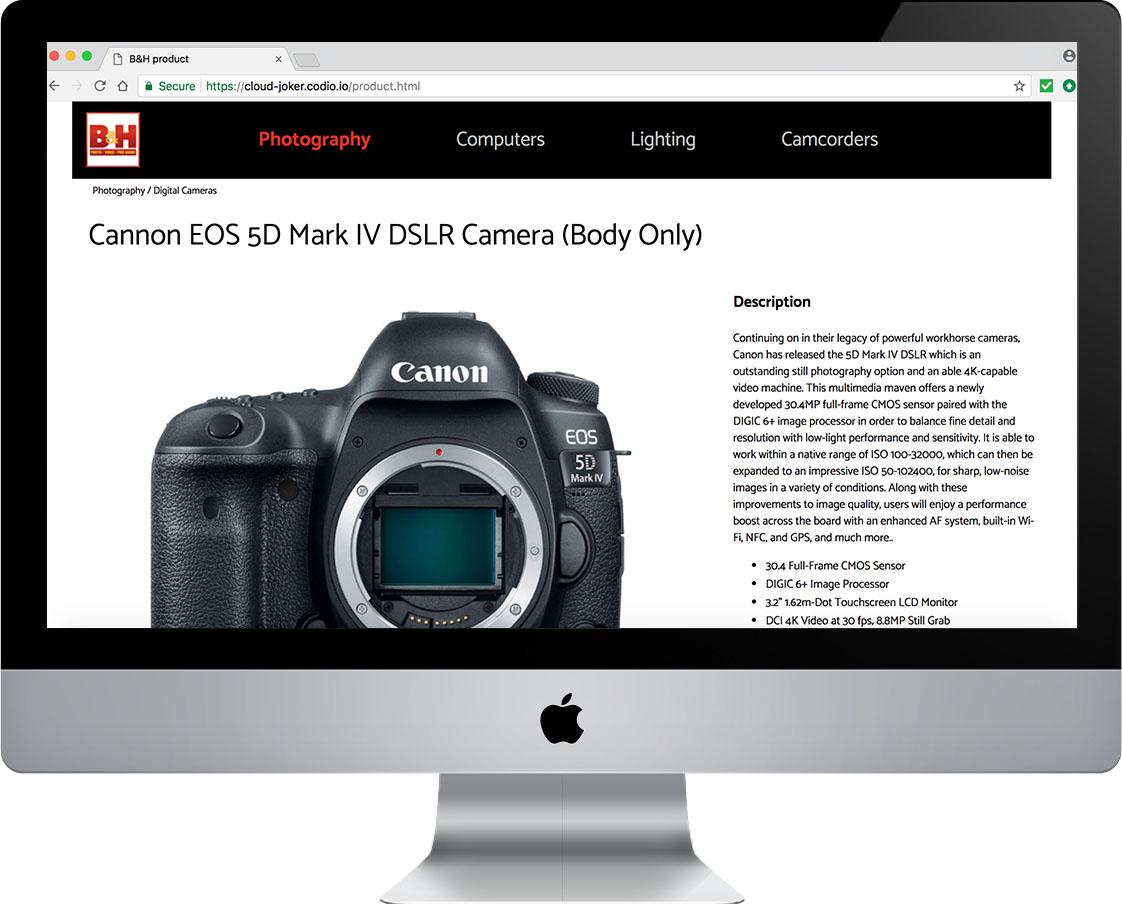 B&H product
Secure https://cloud-joker.codio.io/product.html
B&H
PHOTO · VIDEO · PRO AUDIO
Photography Computers Lighting Camcorders
Photography / Digital Cameras
Cannon EOS 5D Mark IV DSLR Camera (Body Only)
Canon
EOS
5D
Mark IV
Description
Continuing on in their legacy of powerful workhorse cameras,
Canon has released the 5D Mark IV DSLR which is an
outstanding still photography option and an able 4K-capable
video machine. This multimedia maven offers a newly
developed 30.4MP full-frame CMOS sensor paired with the
DIGIC 6+ image processor in order to balance fine detail and
resolution with low-light performance and sensitivity. It is able to
work within a native range of ISO 100-32000, which can then be
expanded to an impressive ISO 50-102400, for sharp, low-noise
images in a variety of conditions. Along with these
improvements to image quality, users will enjoy a performance
boost across the board with an enhanced AF system, built-in Wi-
Fi, NFC, and GPS, and much more..
• 30.4 Full-Frame CMOS Sensor
• DIGIC 6+ Image Processor
• 3.2" 1.62m-Dot Touchscreen LCD Monitor
• DCI 4K Video at 30 fps, 8.8MP Still Grab